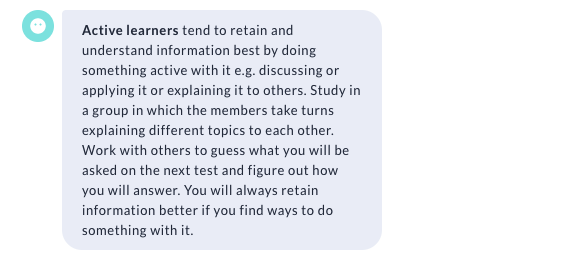 Active learners tend to retain and
understand information best by doing
something active with it e.g. discussing or
applying it or explaining it to others. Study in
a group in which the members take turns
explaining different topics to each other.
Work with others to guess what you will be
asked on the next test and figure out how
you will answer. You will always retain
information better if you find ways to do
something with it.